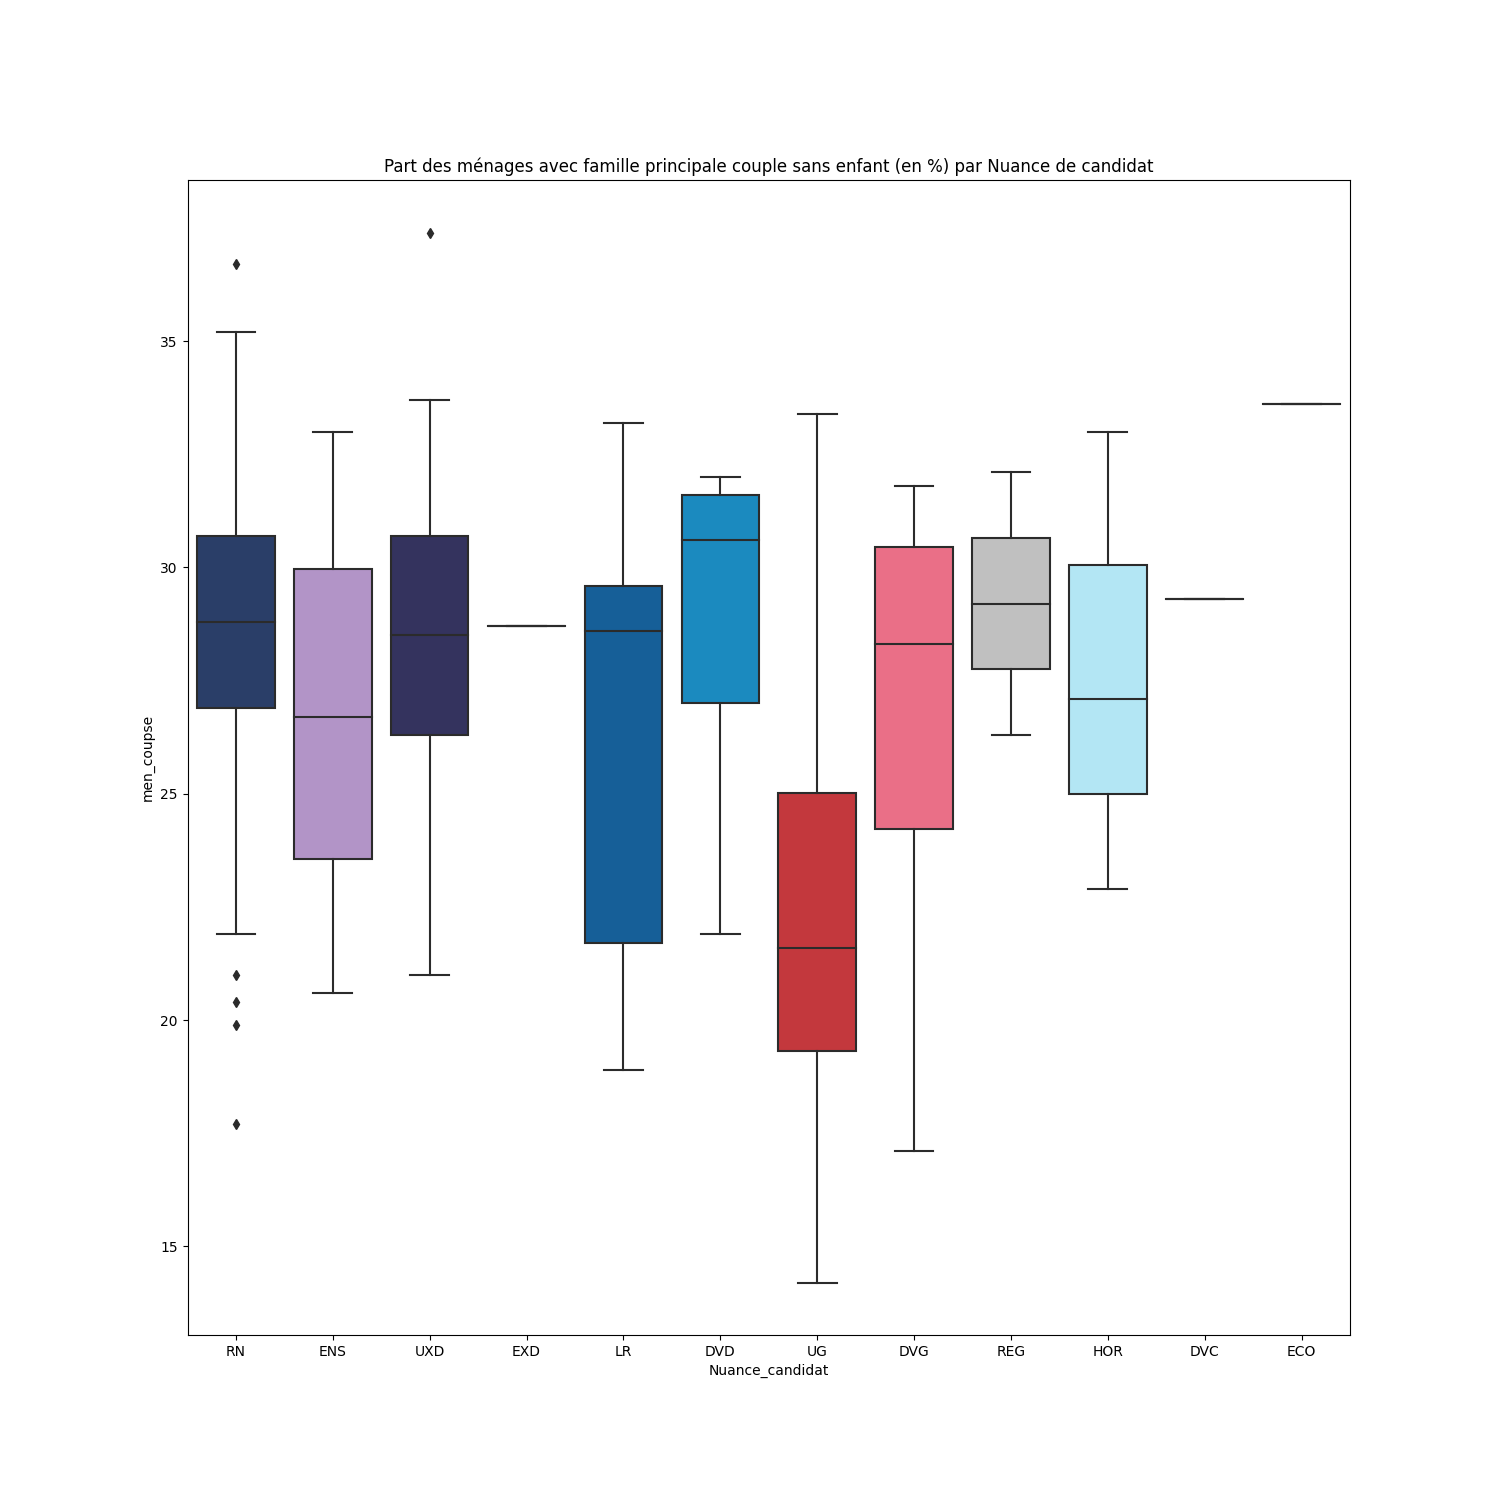 Part des ménages avec famille principale couple sans enfant (en %) par Nuance de candidat
men_coupse
35
30
25
20
15
RN ENS UXD EXD LR DVD UG DVG REG HOR DVC ECO
Nuance_candidat